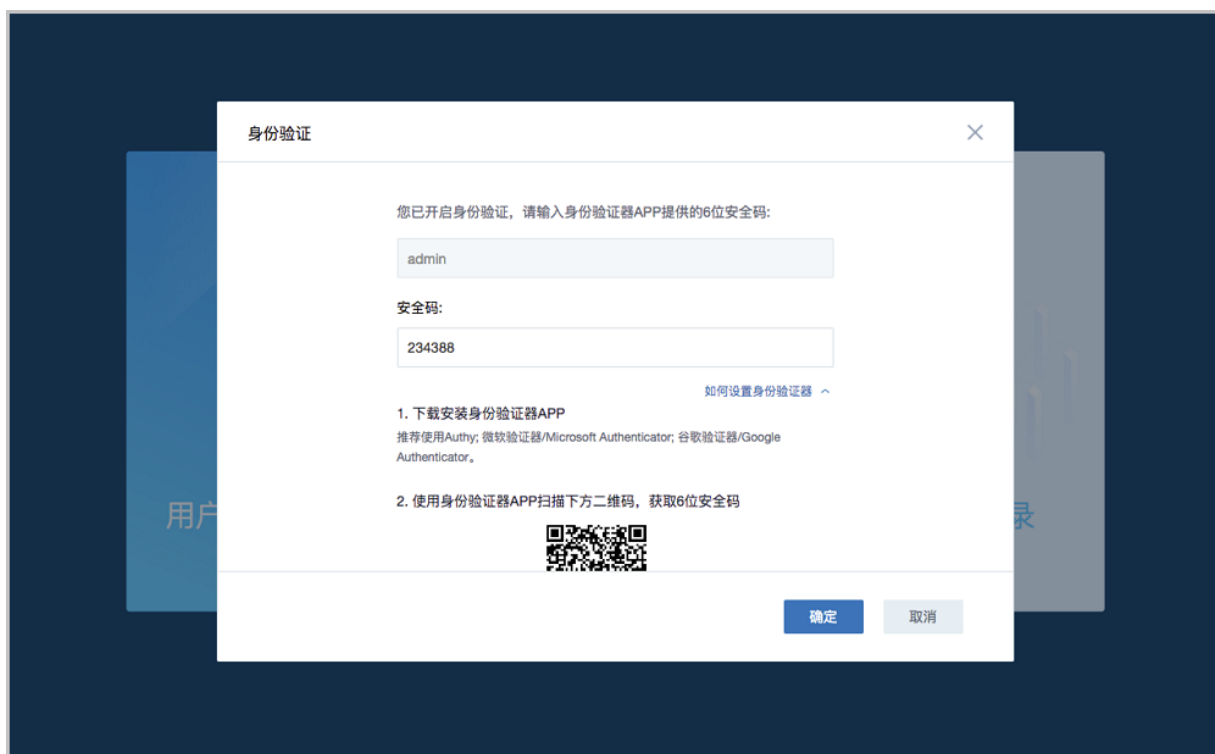 身份验证
您已开启身份验证，请输入身份验证器APP提供的6位安全码:
admin
安全码:
234388
如何设置身份验证器
1. 下载安装身份验证器APP
推荐使用Authy; 微软验证器/Microsoft Authenticator; 谷歌验证器/Google
Authenticator。
2. 使用身份验证器APP扫描下方二维码，获取6位安全码
用户
录
确定
取消